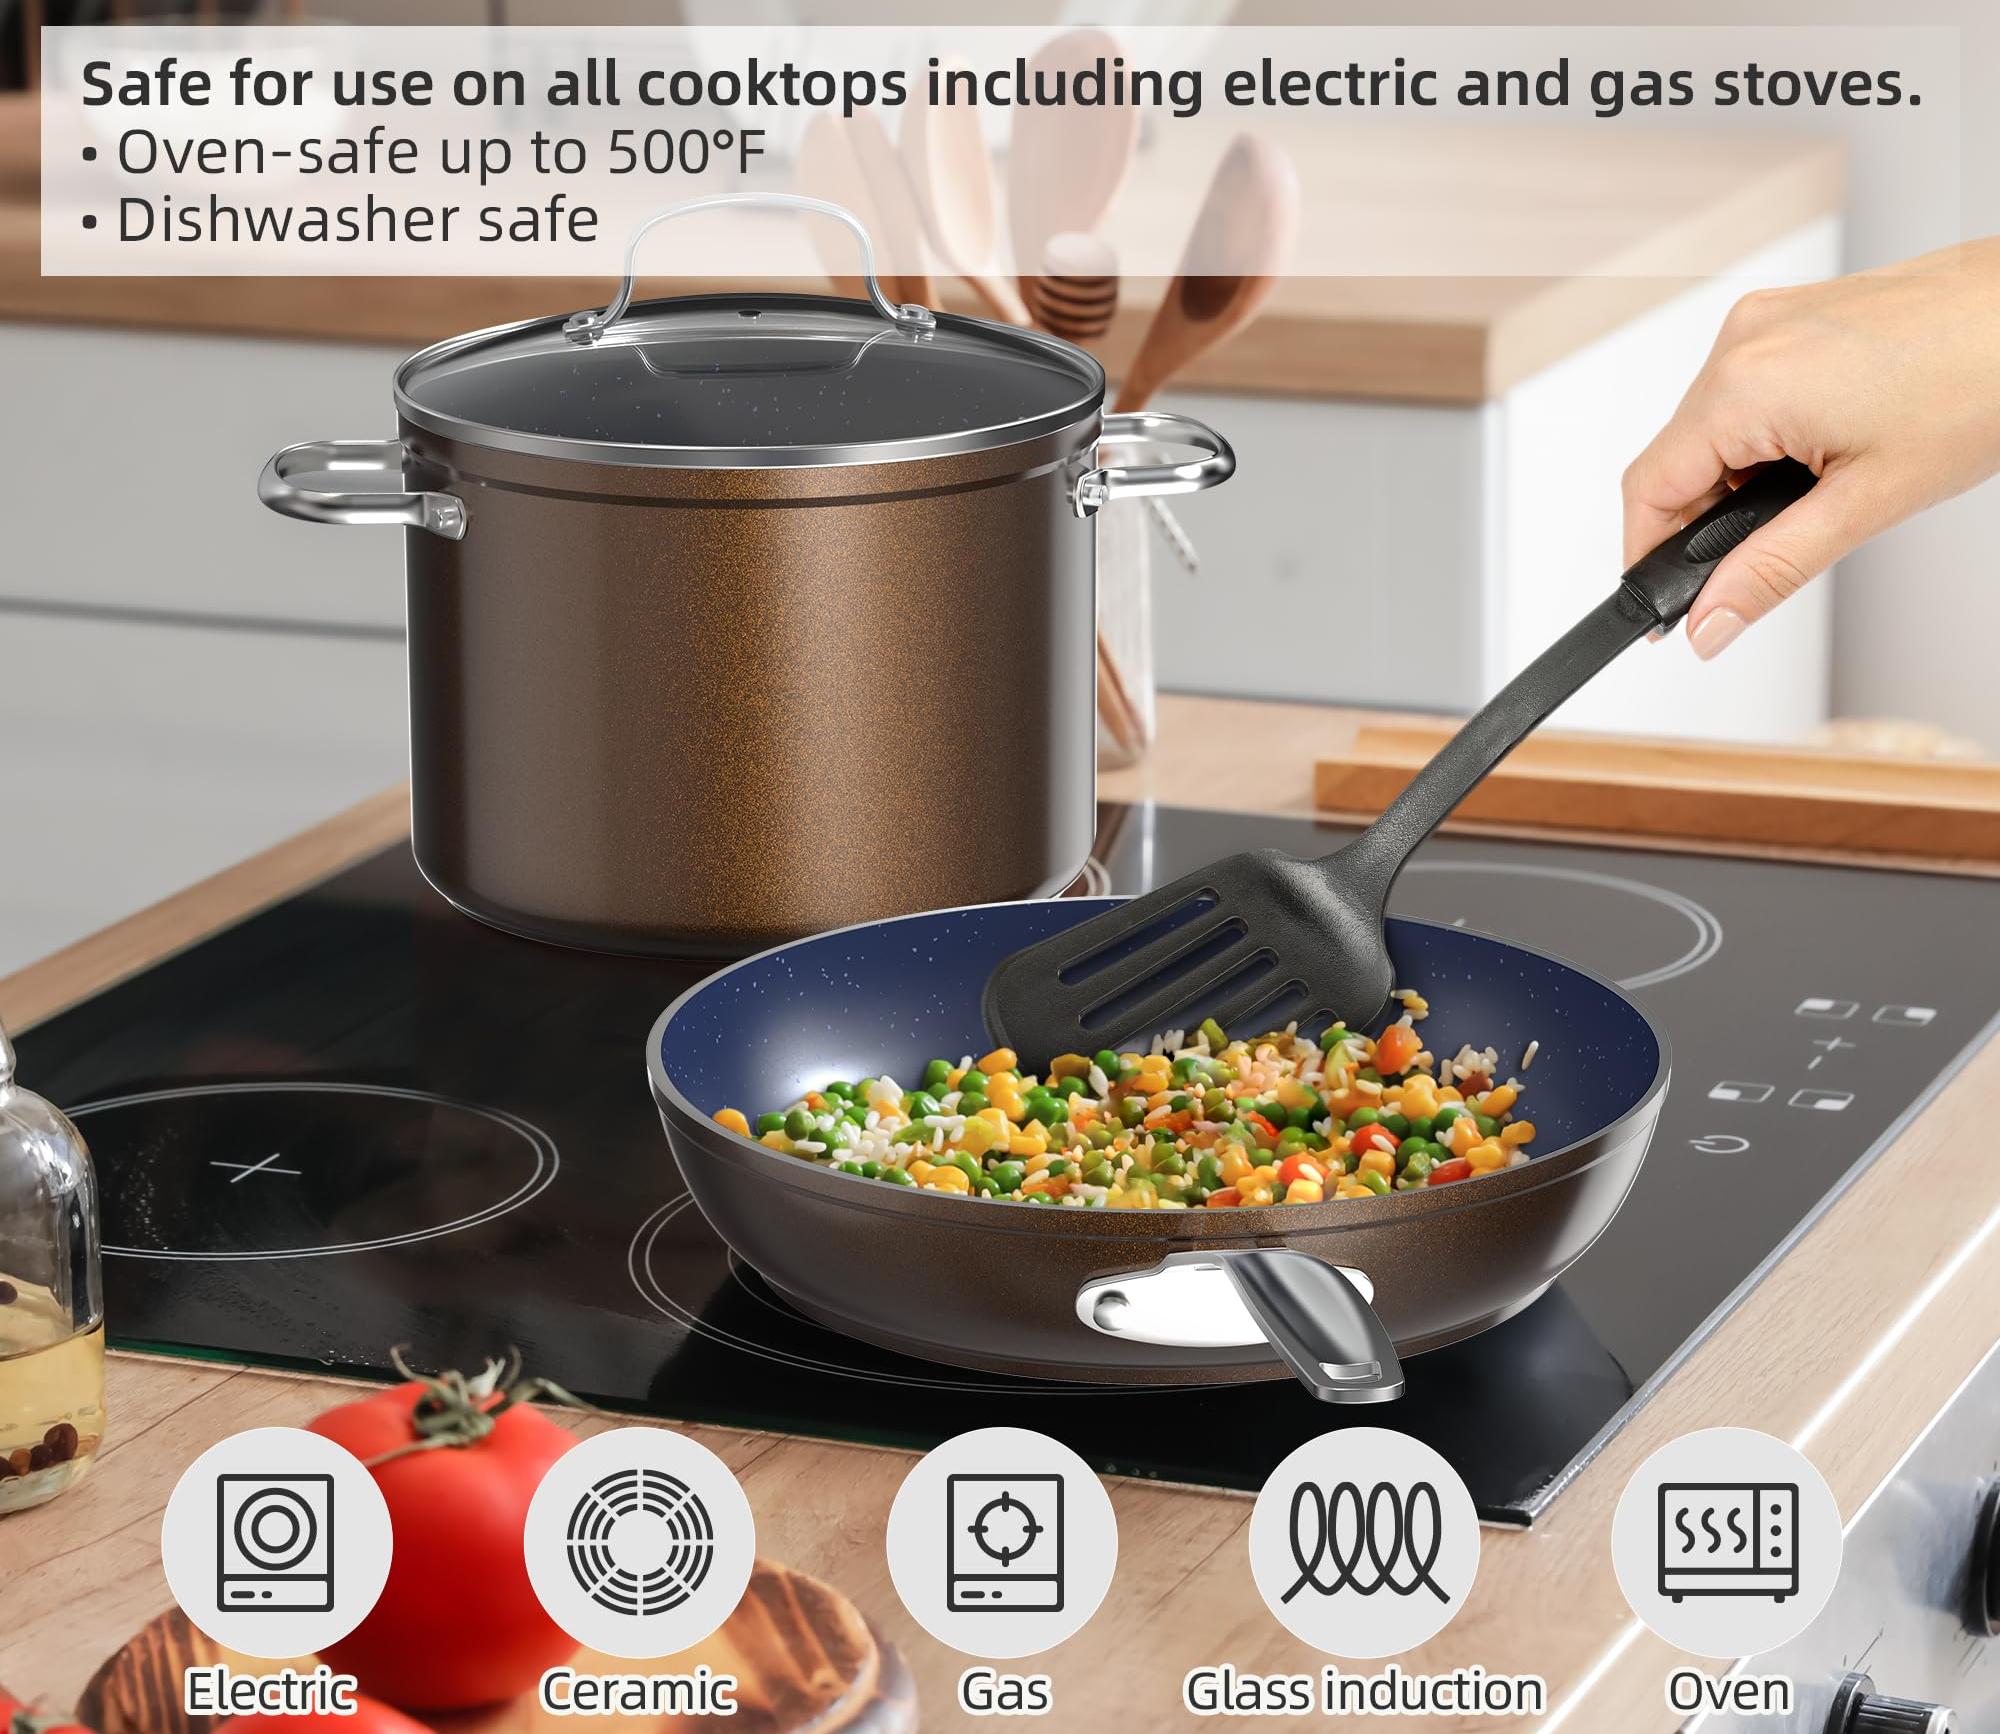 Safe for use on all cooktops including electric and gas stoves.
• Oven-safe up to 500°F
• Dishwasher safe
Electric
Ceramic
Gas
Glass induction
Oven